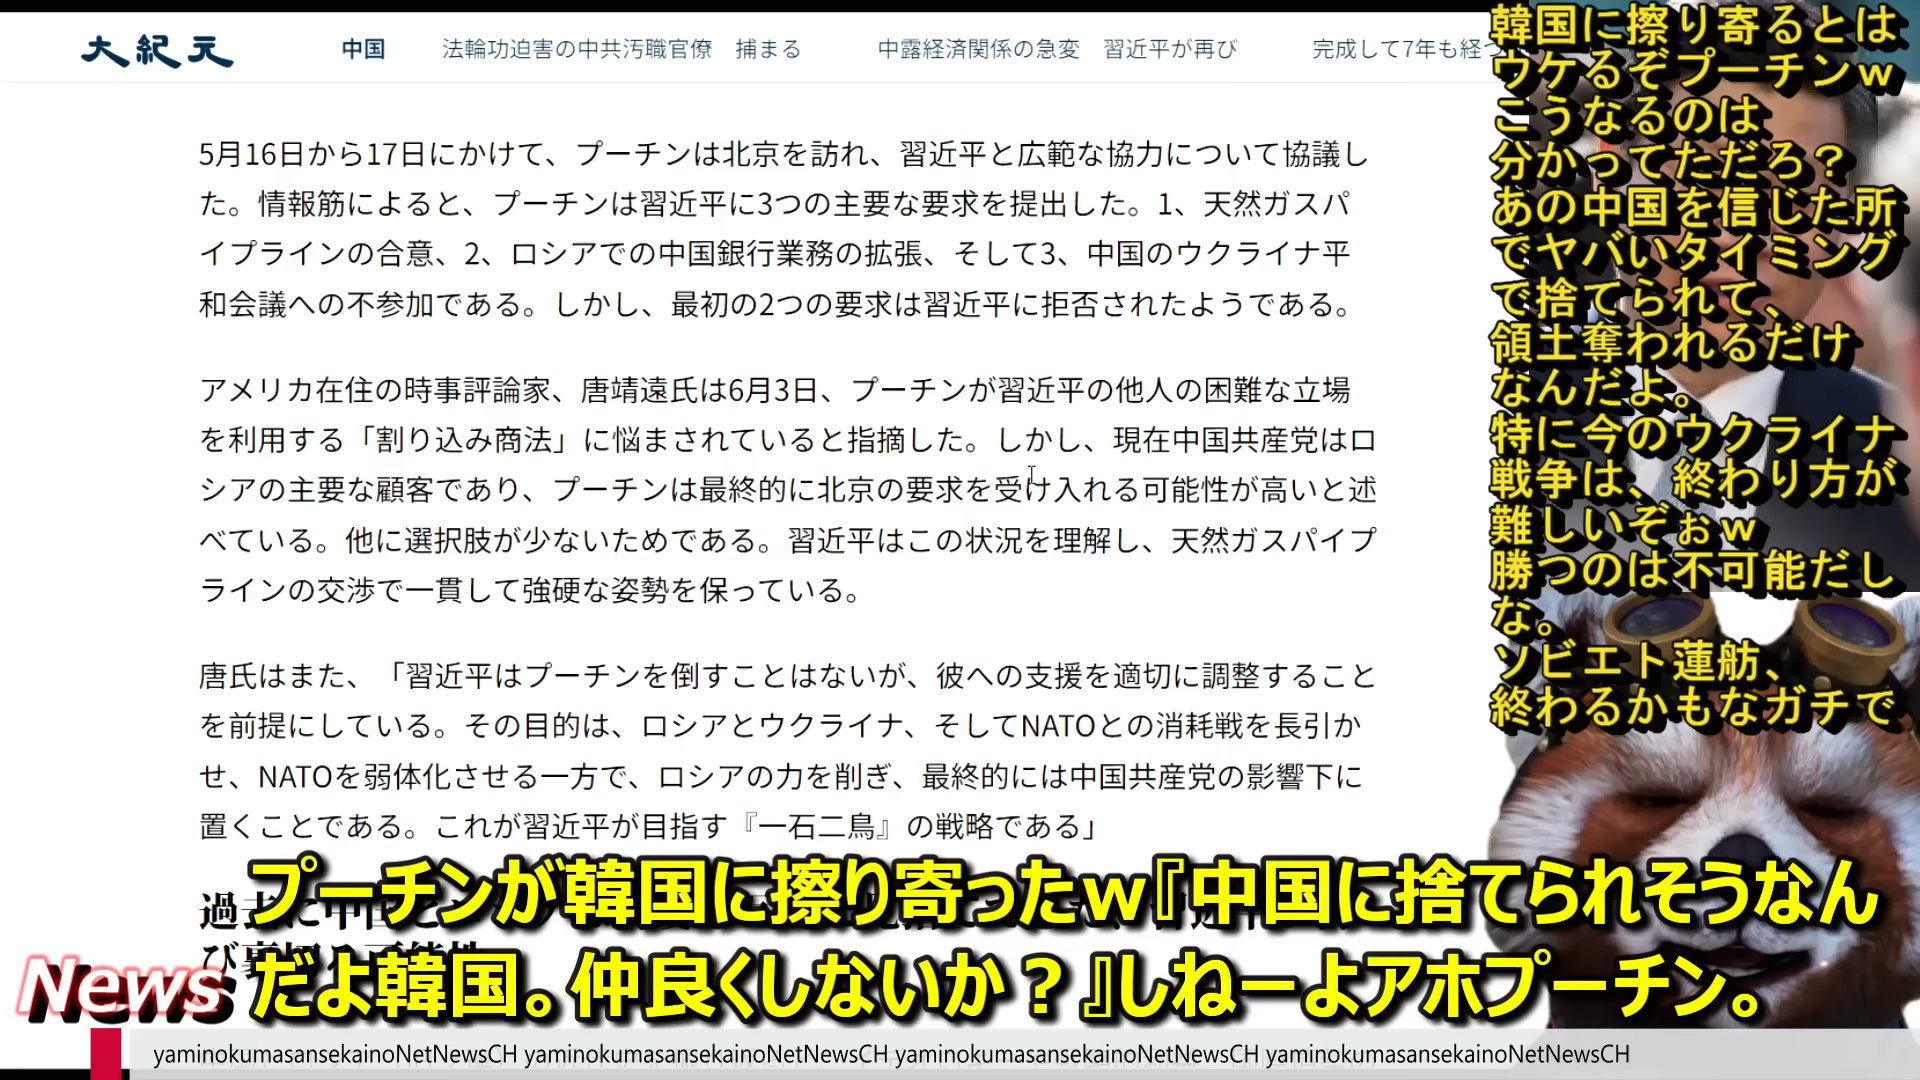 大紀元
中国 法輪功迫害の中共汚職官僚 捕まる 中露経済関係の急変 習近平が再び 完成して7年も経つ
5月16日から17日にかけて、プーチンは北京を訪れ、習近平と広範な協力について協議し
た。情報筋によると、プーチンは習近平に3つの主要な要求を提出した。1、天然ガスパ
イプラインの合意、2、ロシアでの中国銀行業務の拡張、そして3、中国のウクライナ平
和会議への不参加である。しかし、最初の2つの要求は習近平に拒否されたようである。
アメリカ在住の時事評論家、唐靖遠氏は6月3日、プーチンが習近平の他人の困難な立場
を利用する「割り込み商法」に悩まされていると指摘した。しかし、現在中国共産党はロ
シアの主要な顧客であり、プーチンは最終的に北京の要求を受け入れる可能性が高いと述
べている。他に選択肢が少ないためである。習近平はこの状況を理解し、天然ガスパイプ
ラインの交渉で一貫して強硬な姿勢を保っている。
唐氏はまた、「習近平はプーチンを倒すことはないが、彼への支援を適切に調整すること
を前提にしている。その目的は、ロシアとウクライナ、そしてNATOとの消耗戦を長引か
せ、NATOを弱体化させる一方で、ロシアの力を削ぎ、最終的には中国共産党の影響下に
置くことである。これが習近平が目指す『一石二鳥』の戦略である」
韓国に擦り寄るとは
ウケるぞプーチンｗ
こうなるのは
分かってただろ？
あの中国を信じた所
でヤバいタイミング
で捨てられて、
領土奪われるだけ
なんだよ。
特に今のウクライナ
戦争は、終わり方が
難しいぞぉｗ
勝つのは不可能だし
な。
ソビエト蓮舫、
終わるかもなガチで
プーチンが韓国に擦り寄ったｗ『中国に捨てられそうなん
だよ韓国。仲良くしないか？』しねーよアホプーチン。
News
yaminokumasansekainoNetNewsCH yaminokumasansekainoNetNewsCH yaminokumasansekainoNetNewsCH yaminokumasansekainoNetNewsCH